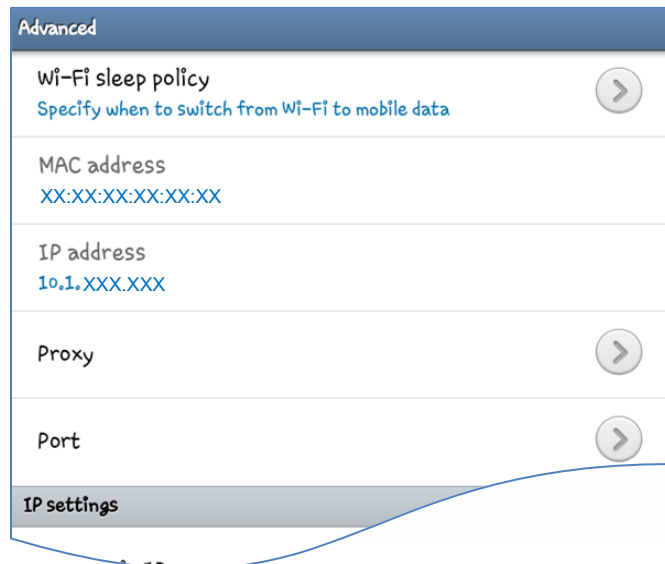 Advanced
Wi-Fi sleep policy
Specify when to switch from Wi-Fi to mobile data
MAC address
XX:XX:XX:XX:XX:XX
IP address
10.1.XXX.XXX
Proxy
Port
IP settings